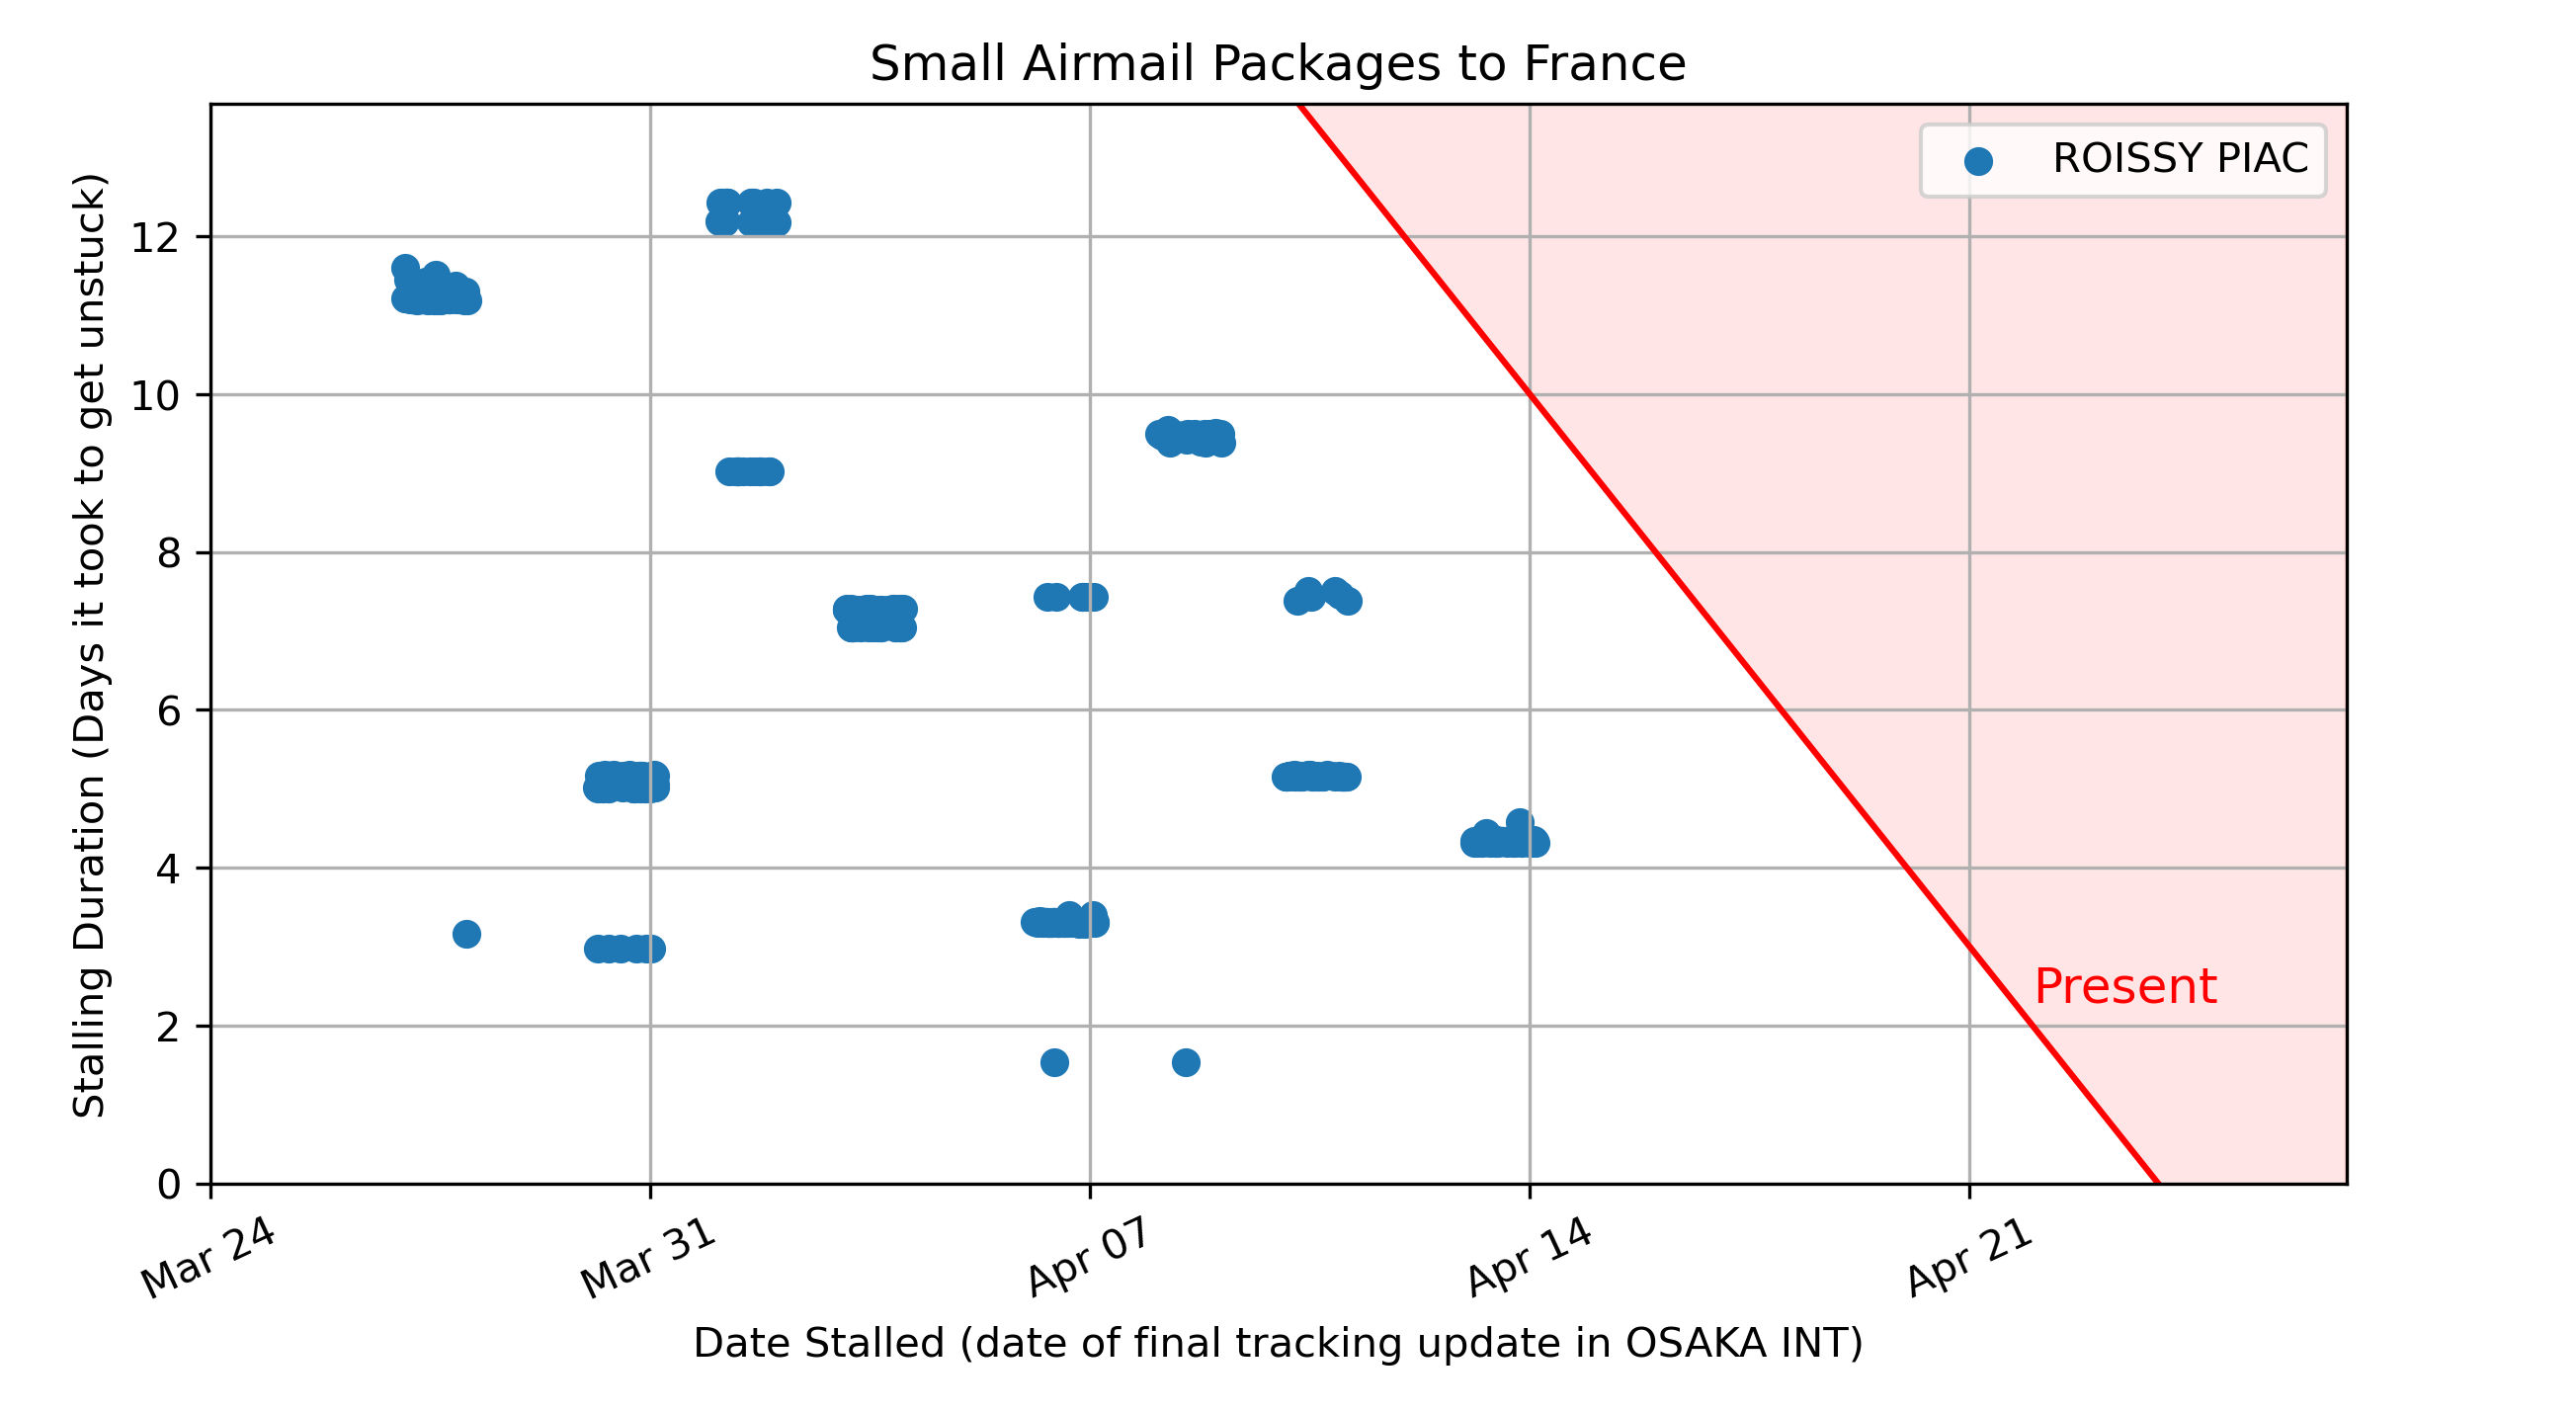 Small Airmail Packages to France
ROISSY PIAC
Stalling Duration (Days it took to get unstuck)
12
10
8
6
4
2
0
Present
Mar 24
Mar 31
Apr 07
Apr 14
Apr 21
Date Stalled (date of final tracking update in OSAKA INT)